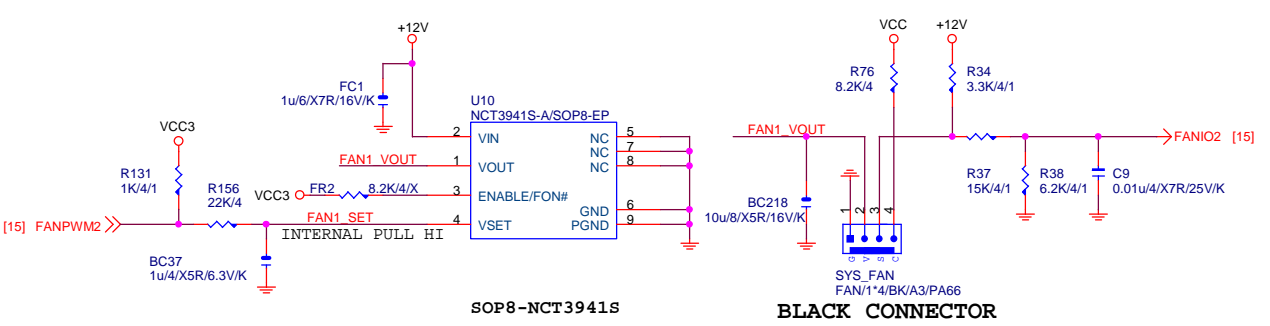 +12V
VCC
+12V
FC1
1u/6/X7R/16V/K
R76
8.2K/4
R34
3.3K/4/1
U10
NCT3941S-A/SOP8-EP
VCC3
2 VIN
NC 5
NC 7
NC 8
FAN1_VOUT
FANIO2 [15]
FAN1_VOUT 1 VOUT
R131
1K/4/1
R156
22K/4
VCC3 FR2 8.2K/4/X 3 ENABLE/FON#
R37
15K/4/1
R38
6.2K/4/1
C9
0.01u/4/X7R/25V/K
BC218
10u/8/X5R/16V/K
GND 6
PGND 9
[15] FANPWM2
FAN1_SET 4 VSET
INTERNAL PULL HI
1 2 3 4
G V S C
BC37
1u/4/X5R/6.3V/K
SYS_FAN
FAN/1*4/BK/A3/PA66
SOP8-NCT3941S
BLACK CONNECTOR